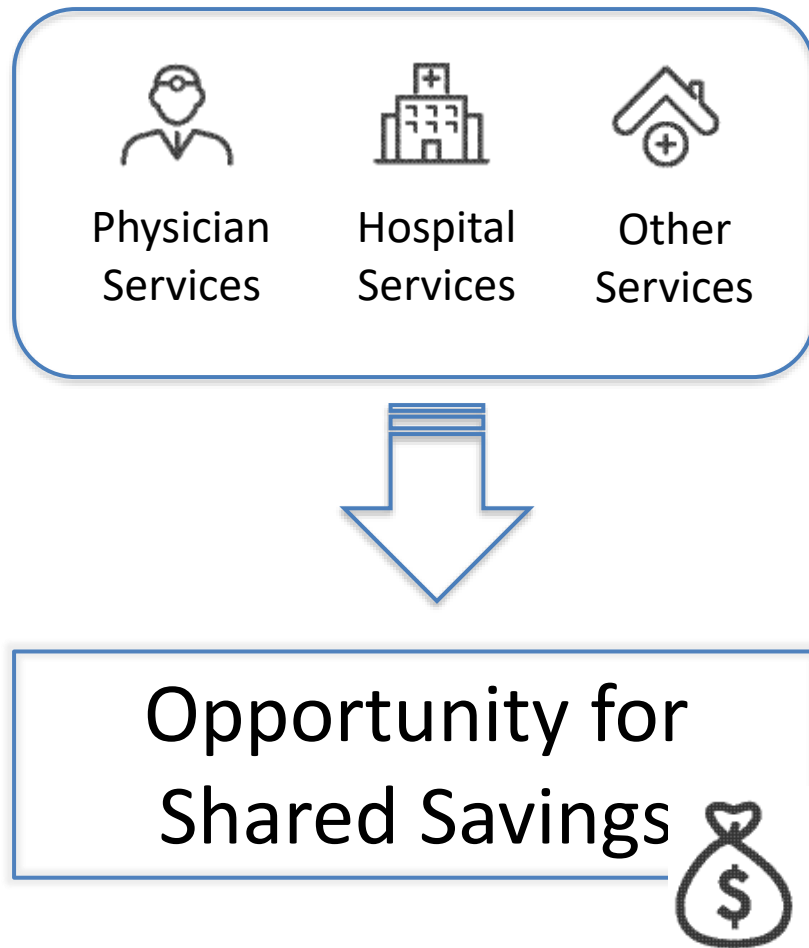 Physician
Services
Hospital
Services
Other
Services
Opportunity for
Shared Savings
$